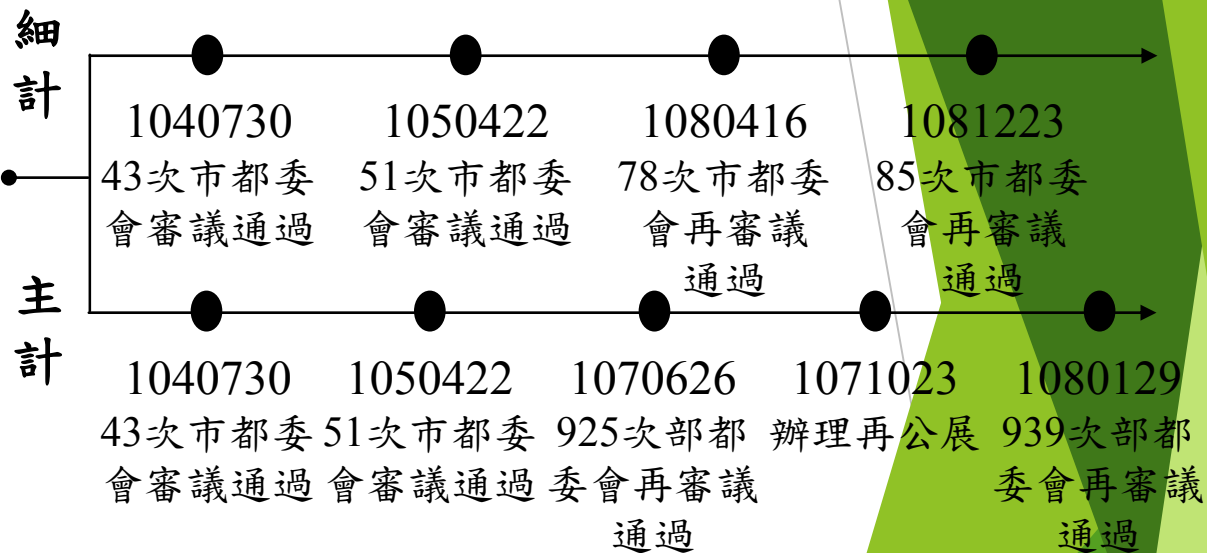 細計
1040730
43次市都委
會審議通過
1050422
51次市都委
會審議通過
1080416
78次市都委
會再審議
通過
1081223
85次市都委
會再審議
通過
主計
1040730
43次市都委
會審議通過
1050422
51次市都委
會審議通過
1070626
925次部都
委會再審議
通過
1071023
辦理再公展
1080129
939次部都
委會再審議
通過